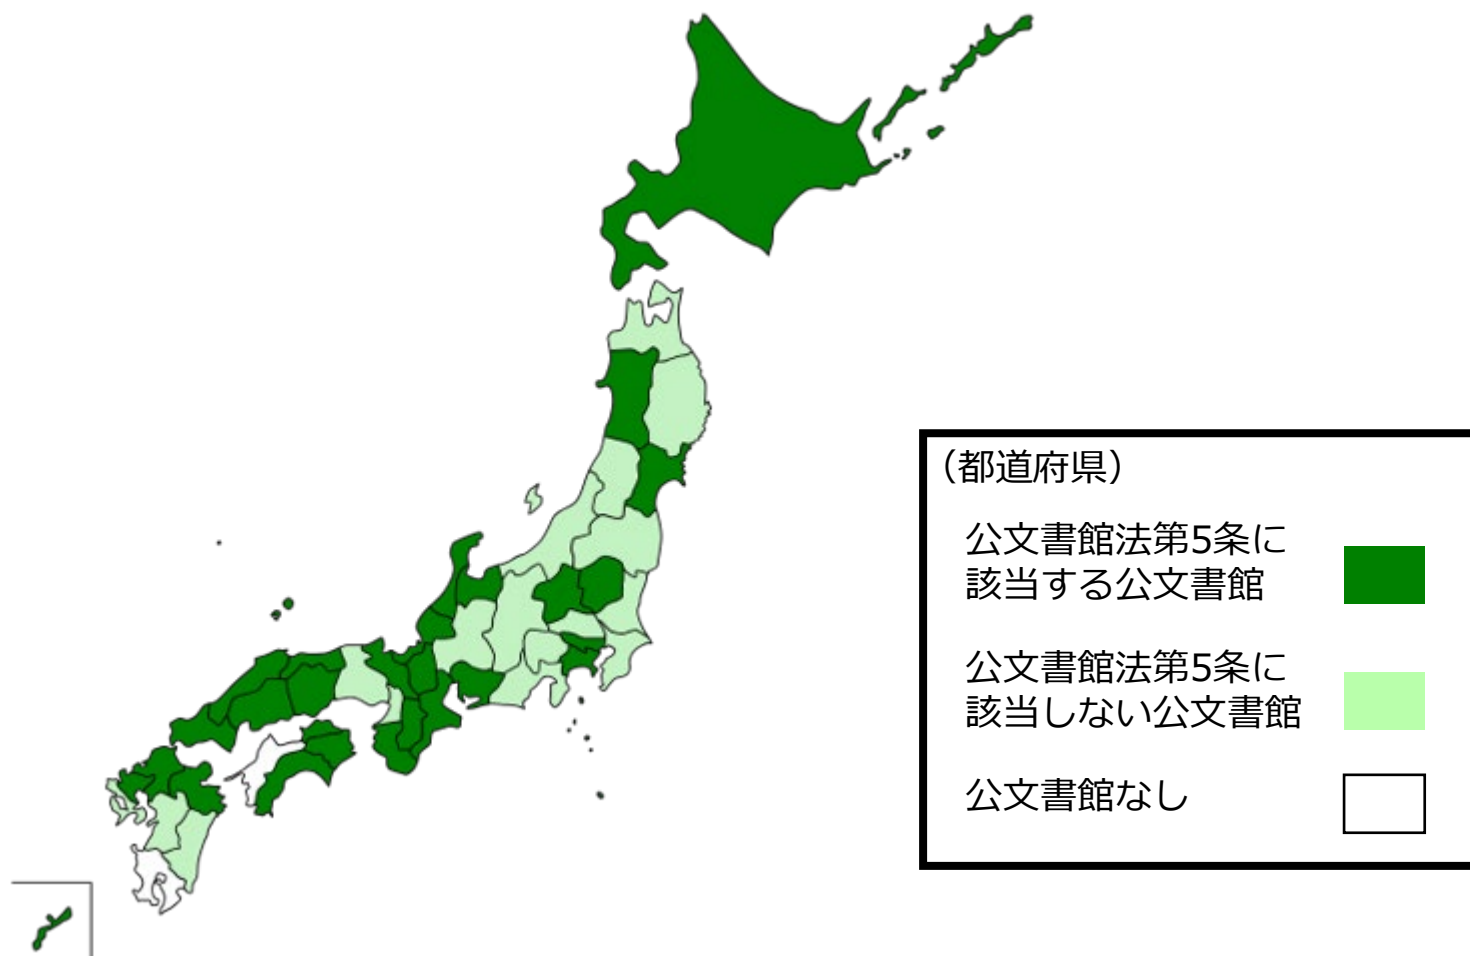 （都道府県）
公文書館法第5条に
該当する公文書館
公文書館法第5条に
該当しない公文書館
公文書館なし